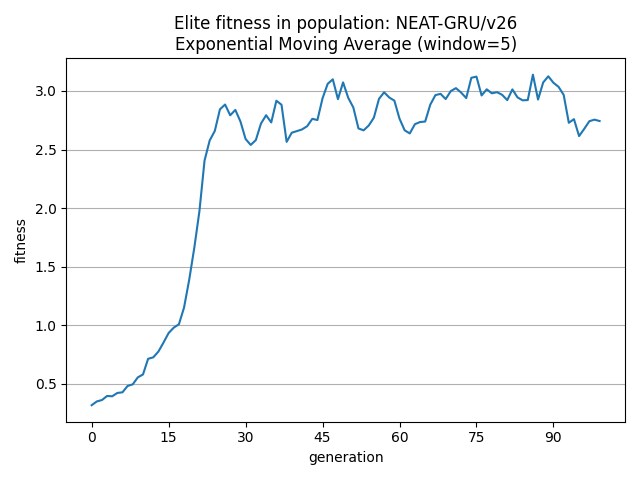 Elite fitness in population: NEAT-GRU/v26
Exponential Moving Average (window=5)
fitness
3.0
2.5
2.0
1.5
1.0
0.5
0 15 30 45 60 75 90
generation